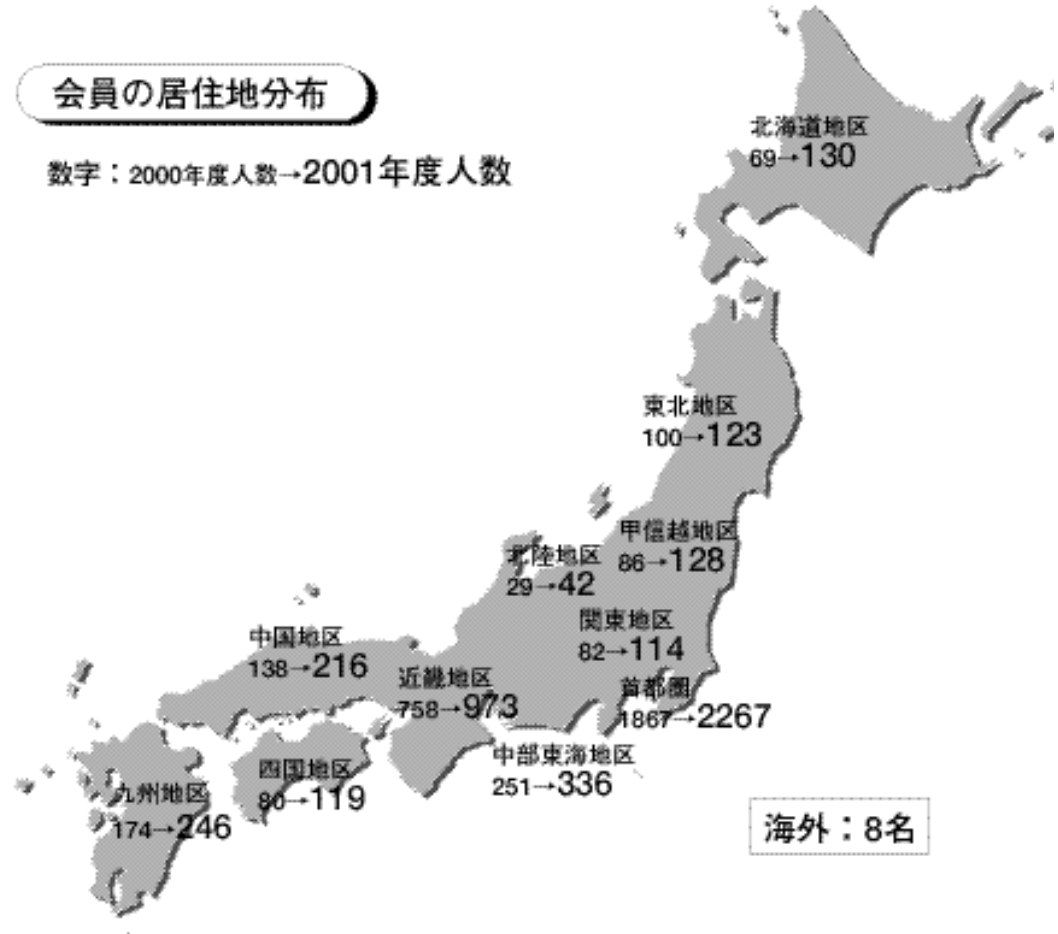 会員の居住地分布
数字：2000年度人数→2001年度人数
北海道地区
69→130
東北地区
100→123
甲信越地区
86→128
北陸地区
29→42
関東地区
82→114
中国地区
138→216
近畿地区
758→973
首都圏
1867→2267
中部東海地区
251→336
四国地区
80→119
九州地区
174→246
海外：8名